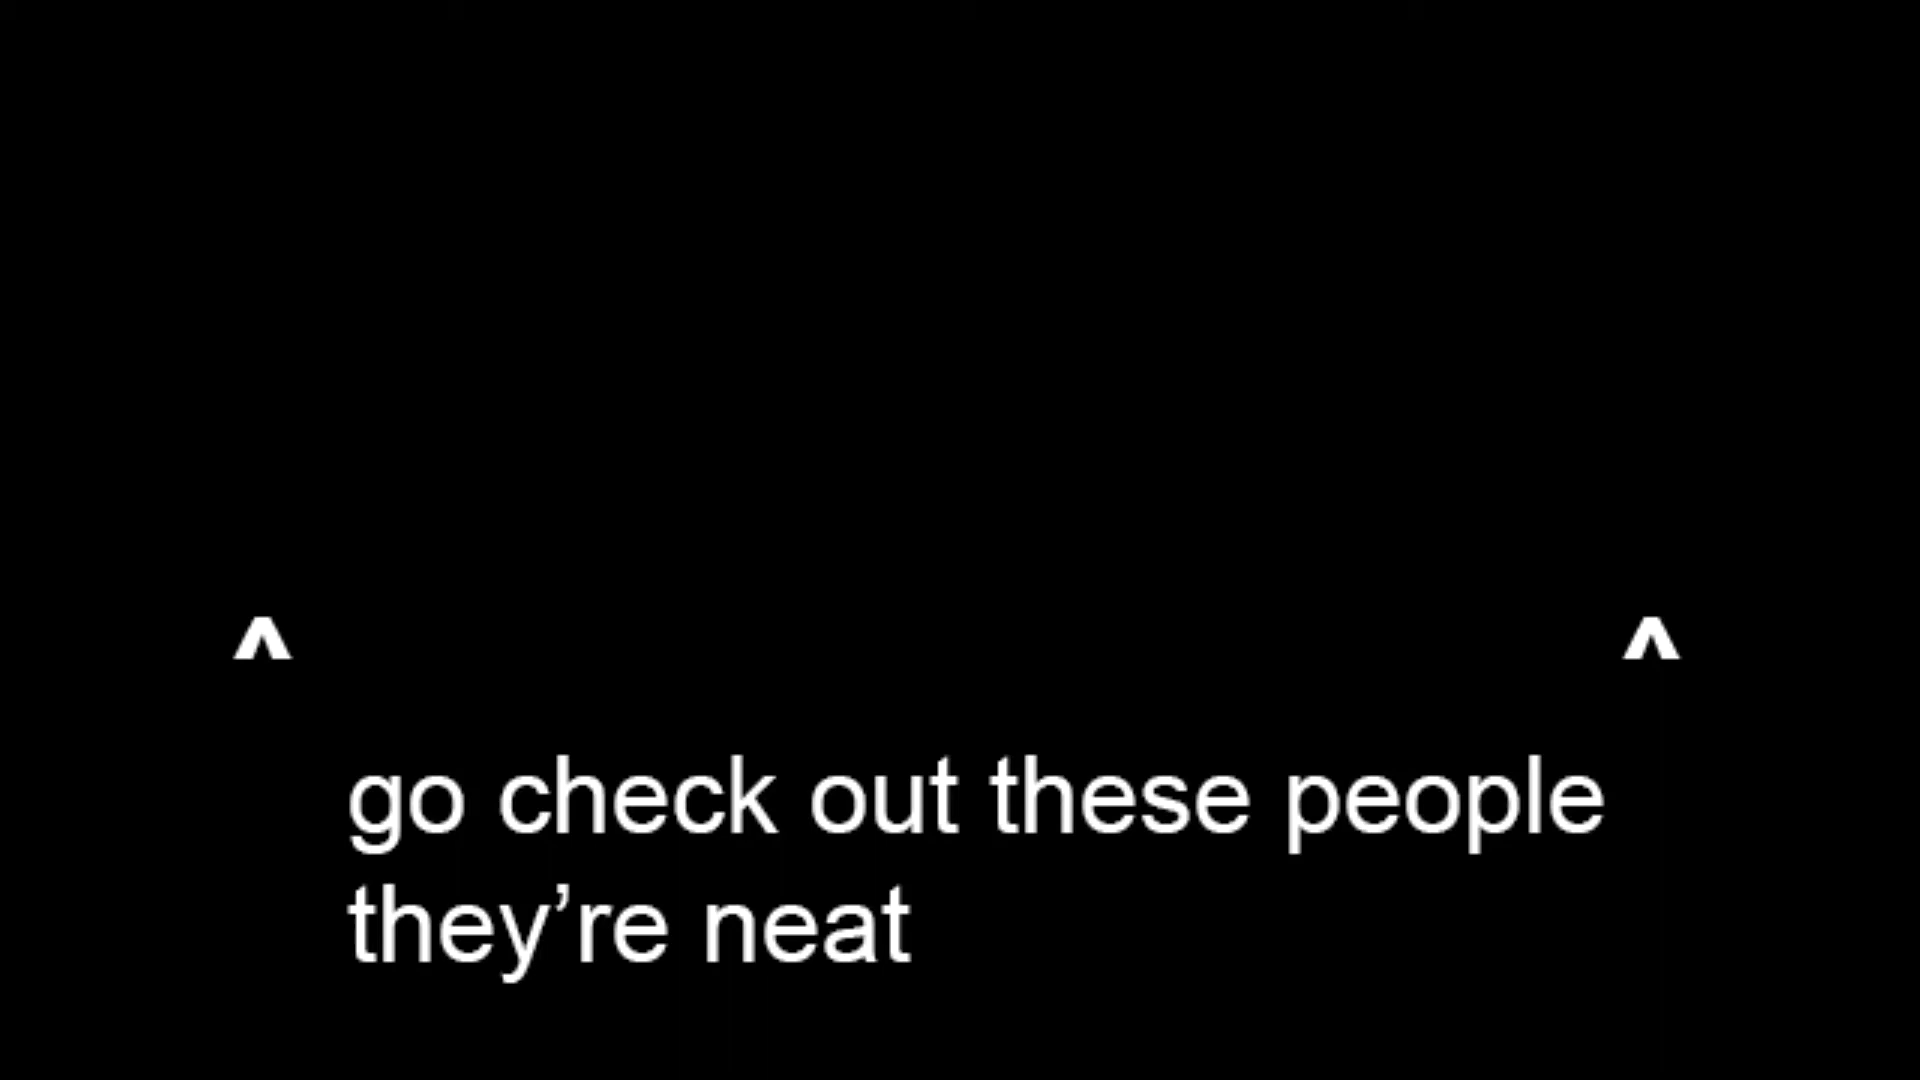 ^ ^
go check out these people
they’re neat